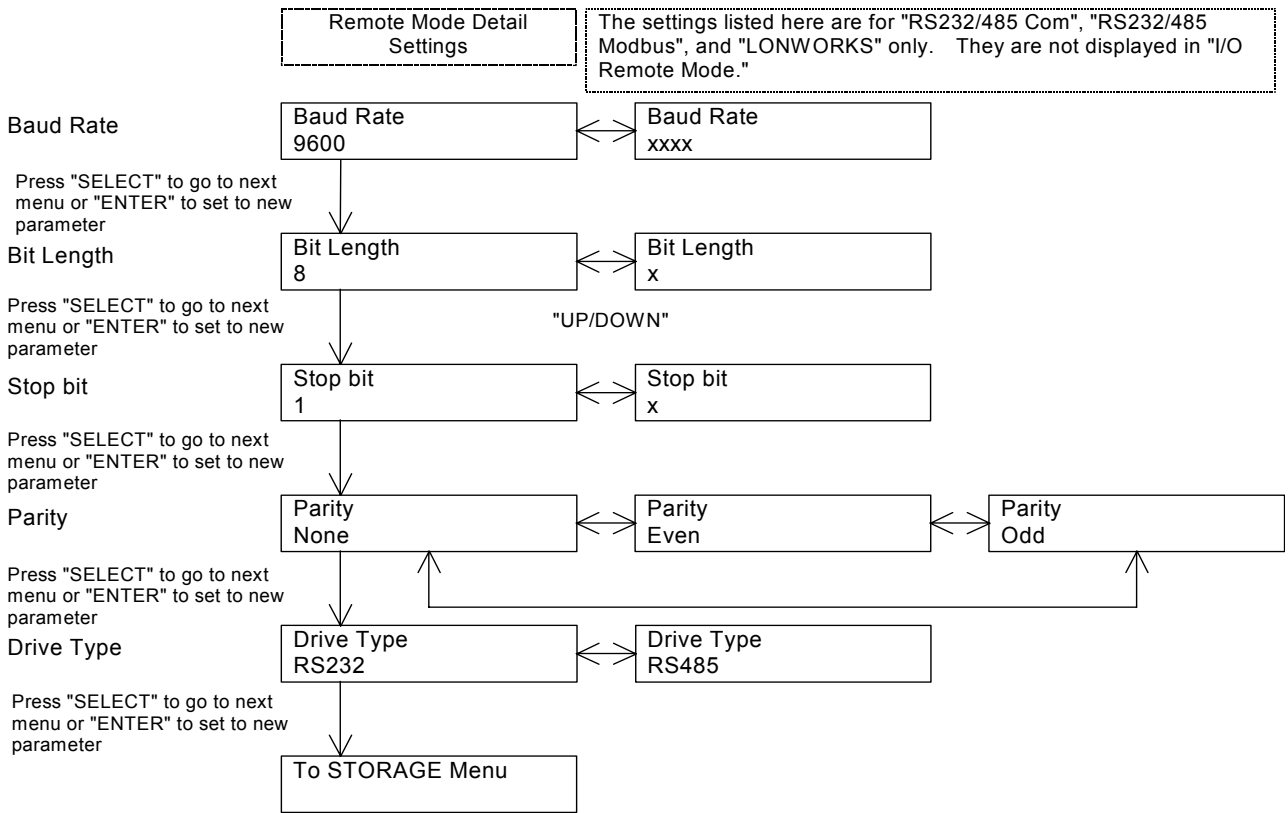 Remote Mode Detail
Settings
The settings listed here are for "RS232/485 Com", "RS232/485
Modbus", and "LONWORKS" only. They are not displayed in "I/O
Remote Mode."
Baud Rate
Baud Rate
9600
Baud Rate
xxxx
Press "SELECT" to go to next
menu or "ENTER" to set to new
parameter
Bit Length
Bit Length
8
Bit Length
x
Press "SELECT" to go to next
menu or "ENTER" to set to new
parameter
"UP/DOWN"
Stop bit
Stop bit
1
Stop bit
x
Press "SELECT" to go to next
menu or "ENTER" to set to new
parameter
Parity
Parity
None
Parity
Even
Parity
Odd
Press "SELECT" to go to next
menu or "ENTER" to set to new
parameter
Drive Type
Drive Type
RS232
Drive Type
RS485
Press "SELECT" to go to next
menu or "ENTER" to set to new
parameter
To STORAGE Menu